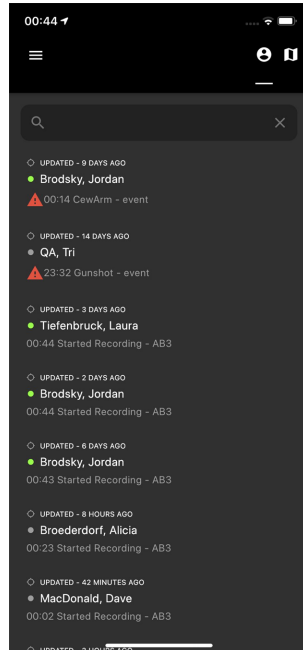 00:44
UPDATED - 9 DAYS AGO
Brodsky, Jordan
00:14 CewArm - event
UPDATED - 14 DAYS AGO
QA, Tri
23:32 Gunshot - event
UPDATED - 3 DAYS AGO
Tiefenbruck, Laura
00:44 Started Recording - AB3
UPDATED - 2 DAYS AGO
Brodsky, Jordan
00:44 Started Recording - AB3
UPDATED - 6 DAYS AGO
Brodsky, Jordan
00:43 Started Recording - AB3
UPDATED - 8 HOURS AGO
Broederdorf, Alicia
00:23 Started Recording - AB3
UPDATED - 42 MINUTES AGO
MacDonald, Dave
00:02 Started Recording - AB3